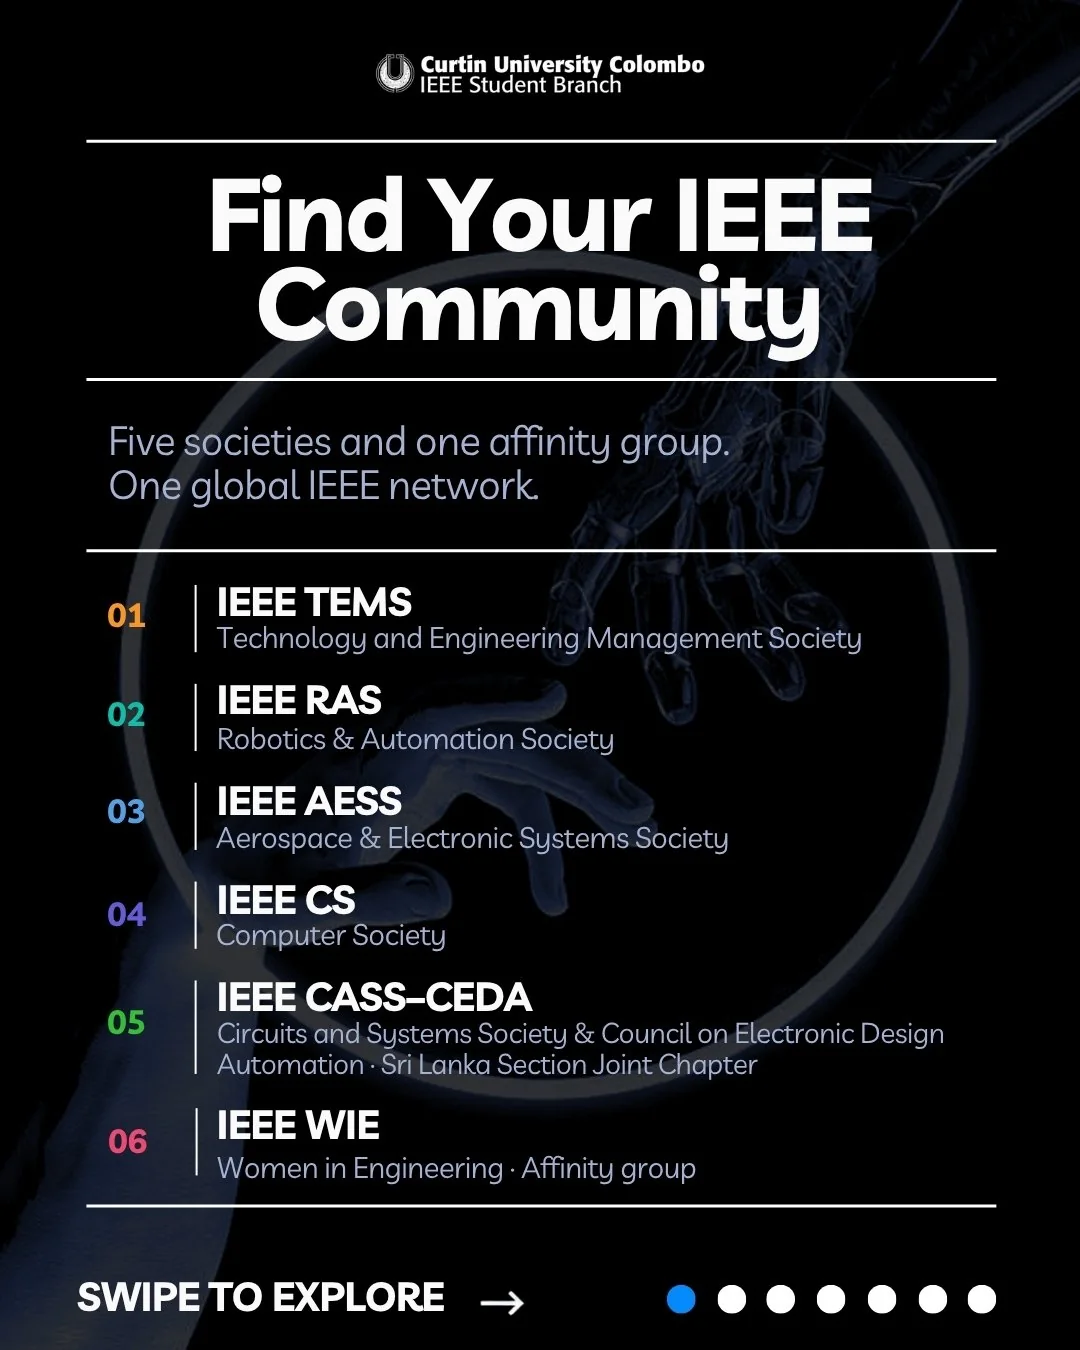 Curtin University Colombo
IEEE Student Branch
Find Your IEEE
Community
Five societies and one affinity group.
One global IEEE network.
01
IEEE TEMS
Technology and Engineering Management Society
02
IEEE RAS
Robotics & Automation Society
03
IEEE AESS
Aerospace & Electronic Systems Society
04
IEEE CS
Computer Society
05
IEEE CASS–CEDA
Circuits and Systems Society & Council on Electronic Design
Automation · Sri Lanka Section Joint Chapter
06
IEEE WIE
Women in Engineering · Affinity group
SWIPE TO EXPLORE →